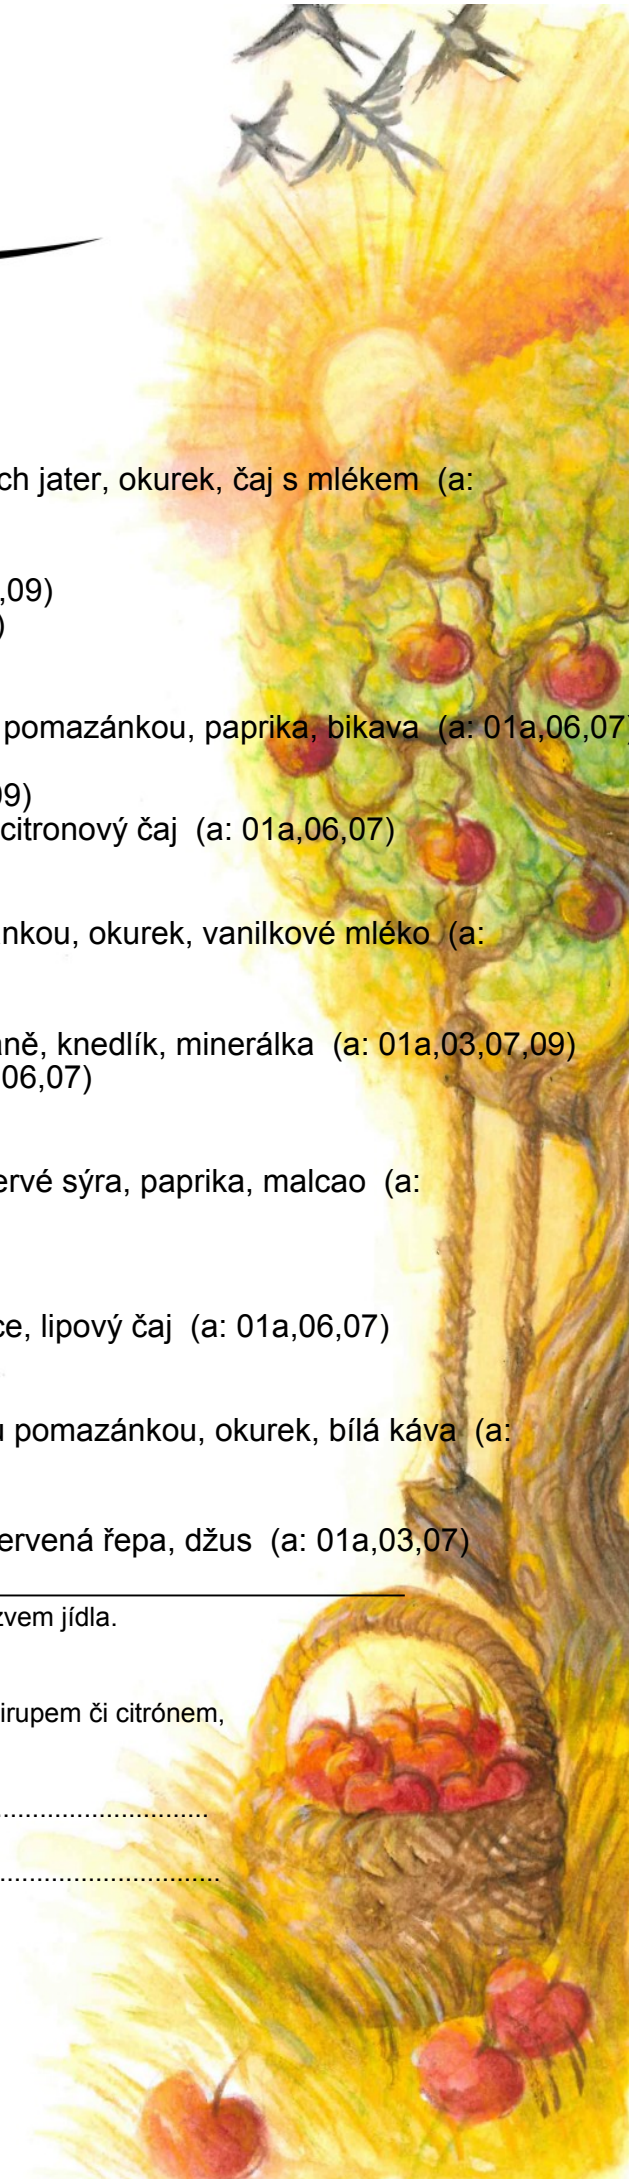 ch jater, okurek, čaj s mlékem (a:
,09)
)
pomazánkou, paprika, bikava (a: 01a,06,07)
09)
citronový čaj (a: 01a,06,07)
nkou, okurek, vanilkové mléko (a:
aně, knedlík, minerálka (a: 01a,03,07,09)
06,07)
ervé sýra, paprika, malcao (a:
ce, lipový čaj (a: 01a,06,07)
u pomazánkou, okurek, bílá káva (a:
ervená řepa, džus (a: 01a,03,07)
zvem jídla.
irupem či citrónem,